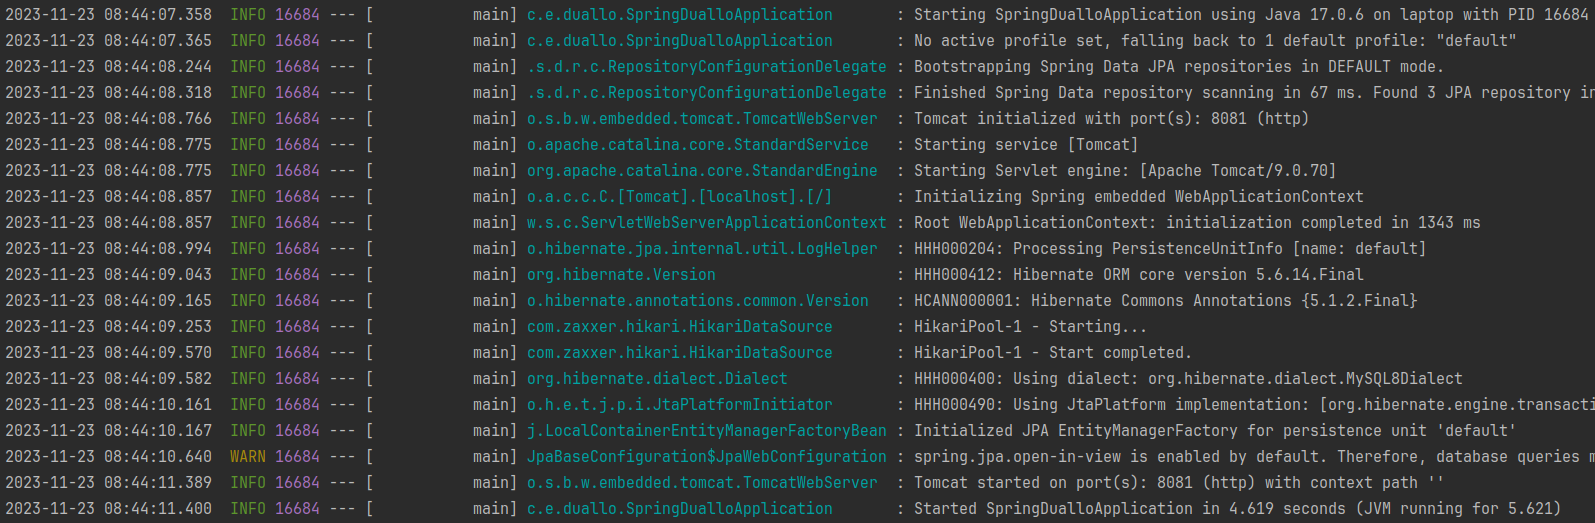 2023-11-23 08:44:07.358  INFO 16684 --- [           main] c.e.duallo.SpringDualloApplication       : Starting SpringDualloApplication using Java 17.0.6 on laptop with PID 16684
2023-11-23 08:44:07.365  INFO 16684 --- [           main] c.e.duallo.SpringDualloApplication       : No active profile set, falling back to 1 default profile: "default"
2023-11-23 08:44:08.244  INFO 16684 --- [           main] .s.d.r.c.RepositoryConfigurationDelegate : Bootstrapping Spring Data JPA repositories in DEFAULT mode.
2023-11-23 08:44:08.318  INFO 16684 --- [           main] .s.d.r.c.RepositoryConfigurationDelegate : Finished Spring Data repository scanning in 67 ms. Found 3 JPA repository in
2023-11-23 08:44:08.766  INFO 16684 --- [           main] o.s.b.w.embedded.tomcat.TomcatWebServer  : Tomcat initialized with port(s): 8081 (http)
2023-11-23 08:44:08.775  INFO 16684 --- [           main] o.apache.catalina.core.StandardService   : Starting service [Tomcat]
2023-11-23 08:44:08.775  INFO 16684 --- [           main] org.apache.catalina.core.StandardEngine  : Starting Servlet engine: [Apache Tomcat/9.0.70]
2023-11-23 08:44:08.857  INFO 16684 --- [           main] o.a.c.c.C.[Tomcat].[localhost].[/]       : Initializing Spring embedded WebApplicationContext
2023-11-23 08:44:08.857  INFO 16684 --- [           main] w.s.c.ServletWebServerApplicationContext : Root WebApplicationContext: initialization completed in 1343 ms
2023-11-23 08:44:08.994  INFO 16684 --- [           main] o.hibernate.jpa.internal.util.LogHelper  : HHH000204: Processing PersistenceUnitInfo [name: default]
2023-11-23 08:44:09.043  INFO 16684 --- [           main] org.hibernate.Version                    : HHH000412: Hibernate ORM core version 5.6.14.Final
2023-11-23 08:44:09.165  INFO 16684 --- [           main] o.hibernate.annotations.common.Version   : HCANN000001: Hibernate Commons Annotations {5.1.2.Final}
2023-11-23 08:44:09.253  INFO 16684 --- [           main] com.zaxxer.hikari.HikariDataSource       : HikariPool-1 - Starting...
2023-11-23 08:44:09.570  INFO 16684 --- [           main] com.zaxxer.hikari.HikariDataSource       : HikariPool-1 - Start completed.
2023-11-23 08:44:09.582  INFO 16684 --- [           main] org.hibernate.dialect.Dialect            : HHH000400: Using dialect: org.hibernate.dialect.MySQL8Dialect
2023-11-23 08:44:10.161  INFO 16684 --- [           main] o.h.e.t.j.p.i.JtaPlatformInitiator       : HHH000490: Using JtaPlatform implementation: [org.hibernate.engine.transacti
2023-11-23 08:44:10.167  INFO 16684 --- [           main] j.LocalContainerEntityManagerFactoryBean : Initialized JPA EntityManagerFactory for persistence unit 'default'
2023-11-23 08:44:10.640  WARN 16684 --- [           main] JpaBaseConfiguration$JpaWebConfiguration : spring.jpa.open-in-view is enabled by default. Therefore, database queries m
2023-11-23 08:44:11.389  INFO 16684 --- [           main] o.s.b.w.embedded.tomcat.TomcatWebServer  : Tomcat started on port(s): 8081 (http) with context path ''
2023-11-23 08:44:11.400  INFO 16684 --- [           main] c.e.duallo.SpringDualloApplication       : Started SpringDualloApplication in 4.619 seconds (JVM running for 5.621)